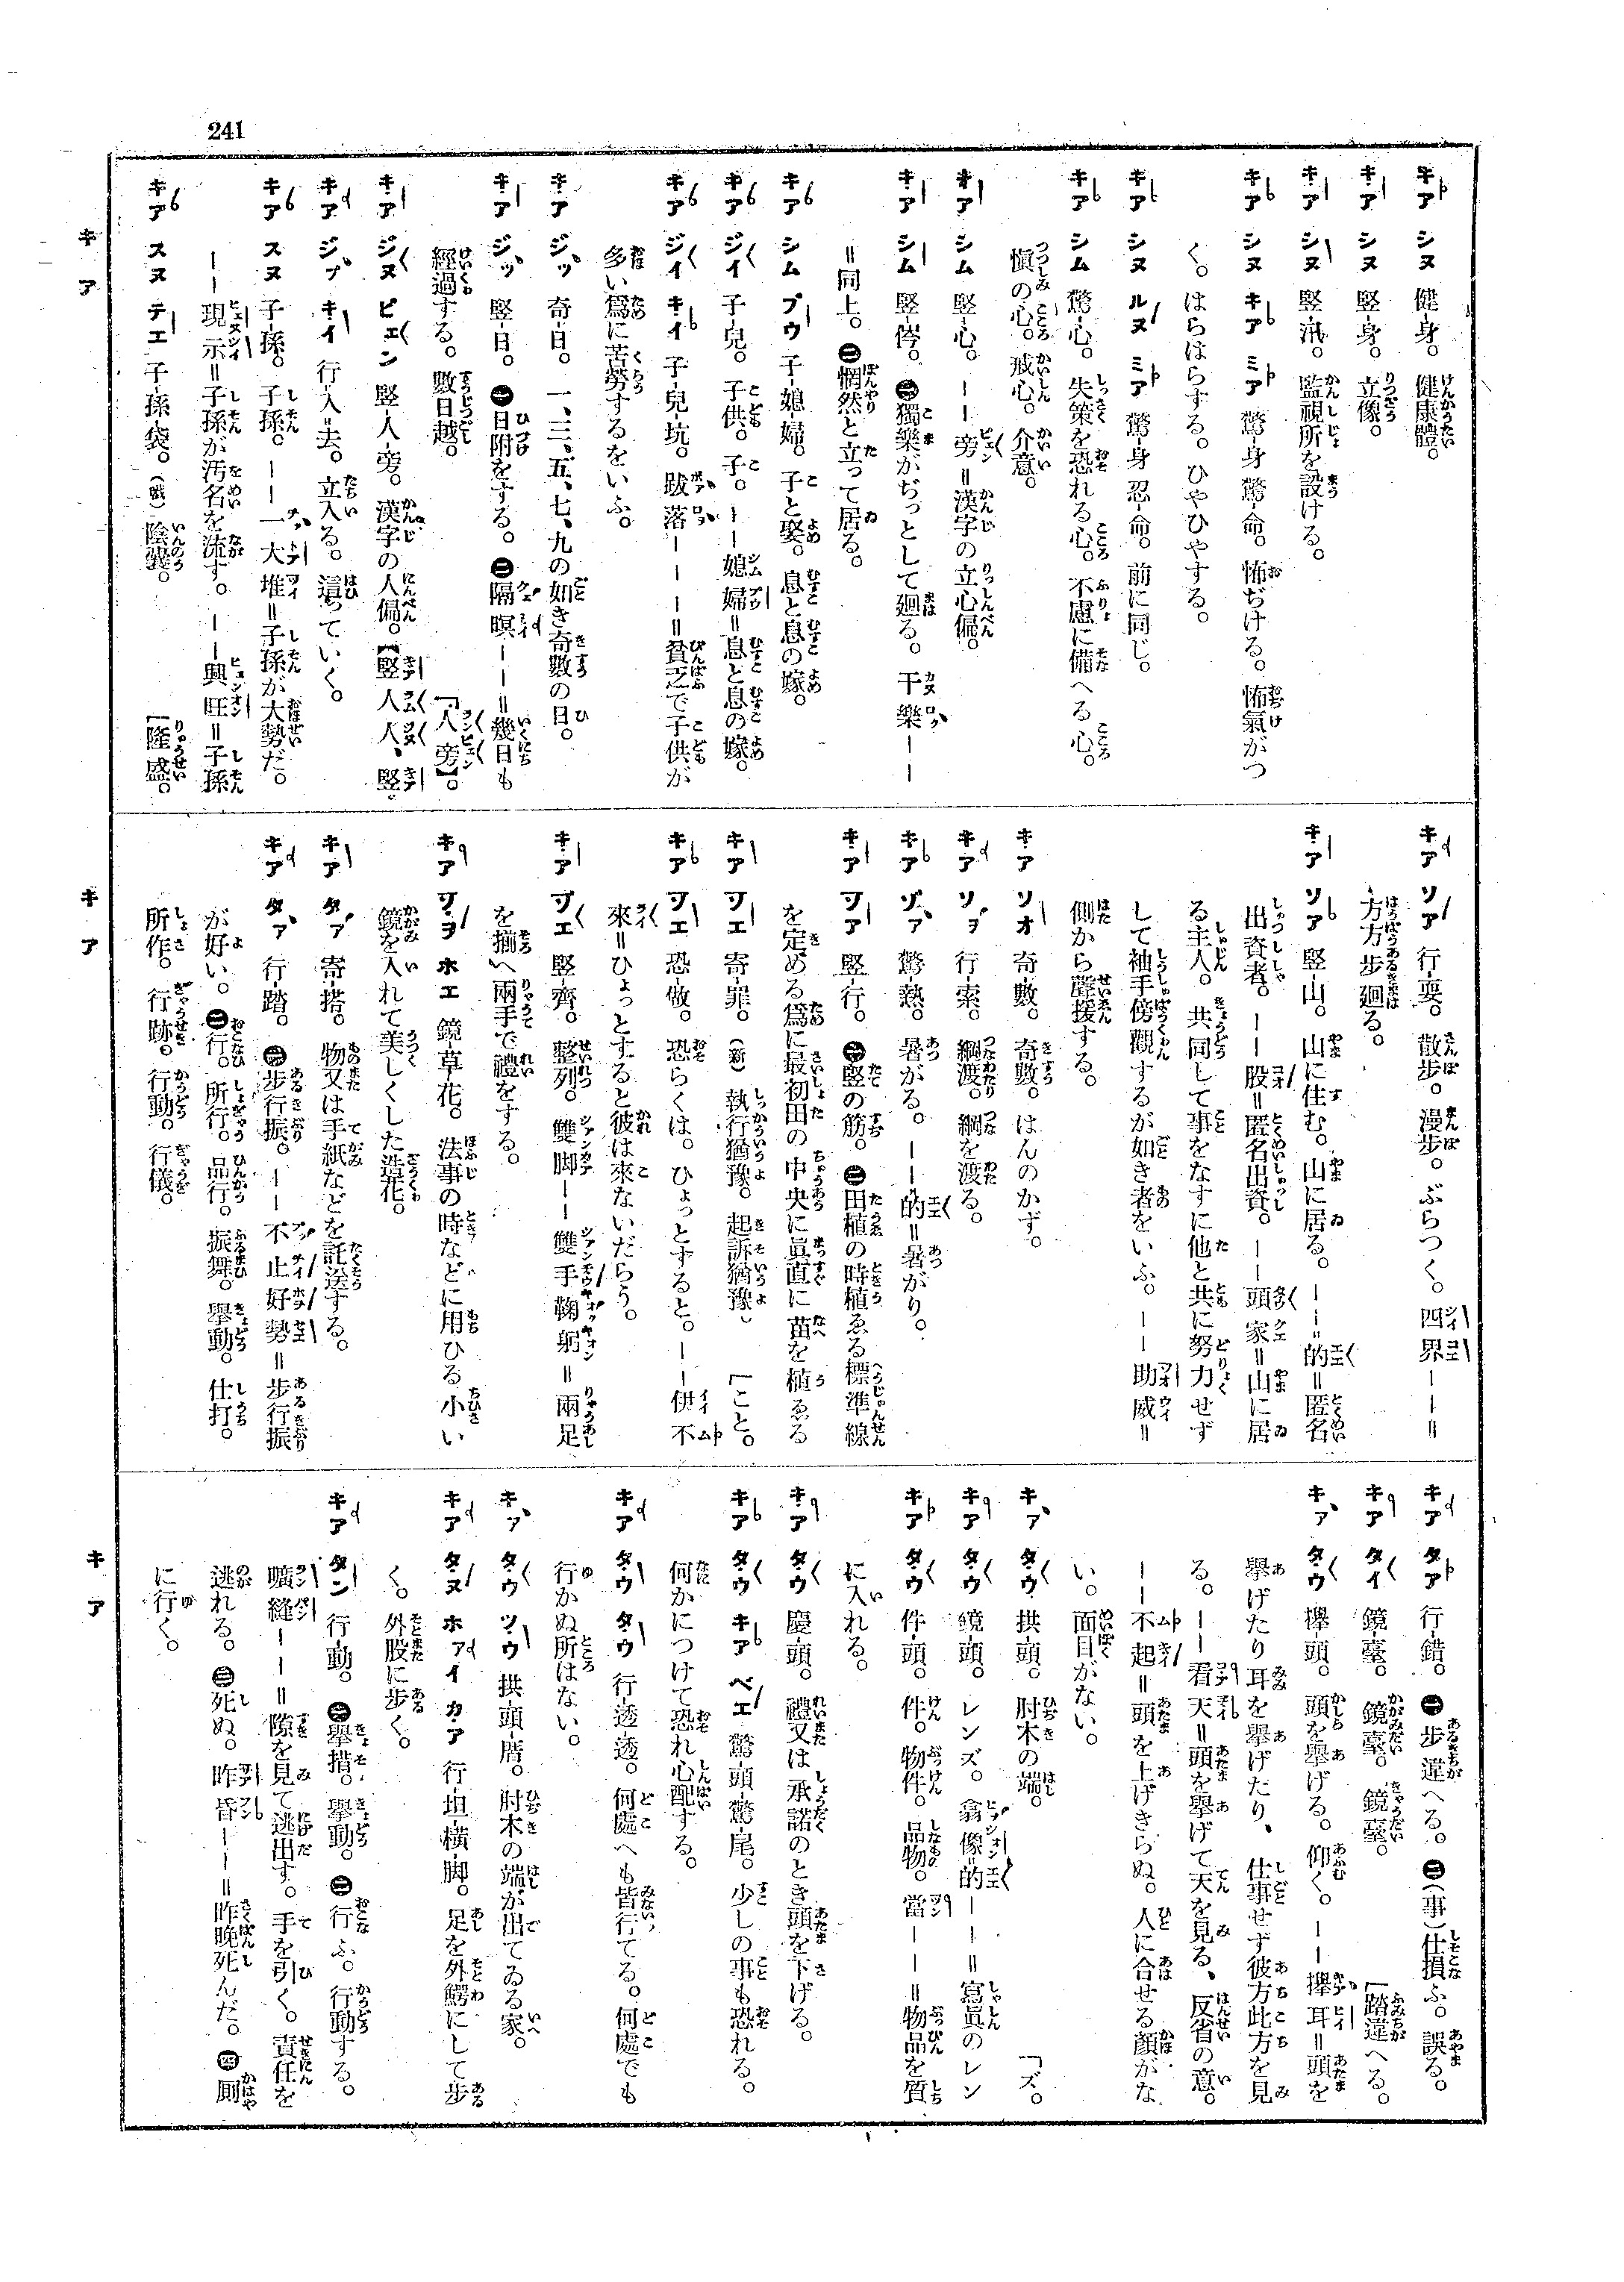 241
キア シヌ 健-身。健康體。
キア シヌ 竪-身。立像。
キア シヌ 竪-汛。監視所を設ける。
キア シヌ キア ミア 驚-身 驚-命。怖ぢける。怖氣がつ
く。はらはらする。ひやひやする。
キア シヌ ルヌ ミア 驚-身 忍-命。前に同じ。
キア シム 驚-心。失策を恐れる心。不慮に備へる心。
愼の心。戒心。介意。
キア シム 竪-心。——旁=漢字の立心偏。
キア シム 竪-倖。㊀獨樂がぢっとして廻る。干樂——
=同上。㊁惘然と立って居る。
キア シム プウ 子-媳-婦。子と娶。息と息の嫁。
キア ジイ 子-兒。子供。子。——媳婦=息と息の嫁。
キア ジイ キイ 子-兒-坑。跋落———=貧乏で子供が
多い爲に苦勞するをいふ。
キア ジッ 奇-日。一、三、五、七、九の如き奇數の日。
キア ジッ 竪-日。㊀日附をする。㊁隔暝——=幾日も
經過する。數日越。
キア ジヌ ピェン 竪-人-旁。漢字の人偏。【竪人人、竪
「人旁】。
キア ジプ キイ 行-入-去。立入る。這っていく。
キア スヌ 子-孫。子孫。——一大堆=子孫が大勢だ。
——現示=子孫が汚名を流す。——興旺=子孫
[隆盛。
キア スヌ テエ 子-孫-袋。(戲)陰囊。
キア ソア 行-耍。散步。漫步。ぶらつく。四界——=
方方步廻る。
キア ソア 竪-山。山に住む。山に居る。——的=匿名
出資者。——股=匿名出資。——頭家=山に居
る主人。共同して事をなすに他と共に努力せず
して袖手傍觀するが如き者をいふ。——助威=
側から聲援する。
キア ソオ 奇-數。奇數。はんのかず。
キア ソヲ 行-索。綱渡。綱を渡る。
キア ゾア 驚-熱。暑がる。——的=暑がり。
キア ツア 竪-行。㊀竪の筋。㊁田植の時植ゑる標準線
を定める爲に最初田の中央に眞直に苗を植ゑる
[こと。
キア ツエ 寄-罪。(新)執行猶豫。起訴猶豫。
キア ツエ 恐-做。恐らくは。ひょっとすると。——伊不
來=ひょっとすると彼は來ないだらう。
キア ヅエ 竪-齊。整列。雙脚——雙手鞠躬=兩足
を揃へ兩手で禮をする。
キア ツヲ ホエ 鏡-草花。法事の時などに用ひる小い
鏡を入れて美しくした造花。
キア タア 寄-搭。物又は手紙などを託送する。
キア タア 行-踏。㊀步行振。——不止好勢=步行振
が好い。㊁行。所行。品行。振舞。擧動。仕打。
所作。行跡。行動。行儀。
キア タア 行-錯。㊀步違へる。㊁(事)仕損ふ。誤る。
[踏違へる。
キア タイ 鏡-臺。鏡臺。鏡臺。
キア タウ 攑-頭。頭を擧げる。仰く。——攑耳=頭を
擧げたり耳を擧げたり、仕事せず彼方此方を見
る。——看天=頭を擧げて天を見る、反省の意。
——不起=頭を上げきらぬ。人に合せる顏がな
い。面目がない。
キア タウ 拱-頭。肘木の端。
キア タウ 鏡-頭。レンズ。翕像的——=寫眞のレン
「ズ。
キア タウ 件-頭。件。物件。品物。當——=物品を質
に入れる。
キア タウ 慶-頭。禮又は承諾のとき頭を下げる。
キア タウ キア ベエ 驚-頭-驚-尾。少しの事も恐れる。
何かにつけて恐れ心配する。
キア タウ タウ 行-透-透。何處へも皆行てる。何處でも
行かぬ所はない。
キア タウ ツウ 拱-頭-厝。肘木の端が出てゐる家。
キア タヌ ホアイ カア 行-坦-橫-脚。足を外鰐にして步
く。外股に步く。
キア タン 行-動。㊀擧措。擧動。㊁行ふ。行動する。
曠縫——=隙を見て逃出す。手を引く。責任を
逃れる。㊂死ぬ。昨昏——=昨晩死んだ。㊃厠
に行く。
キ ア
キ ア
キ ア